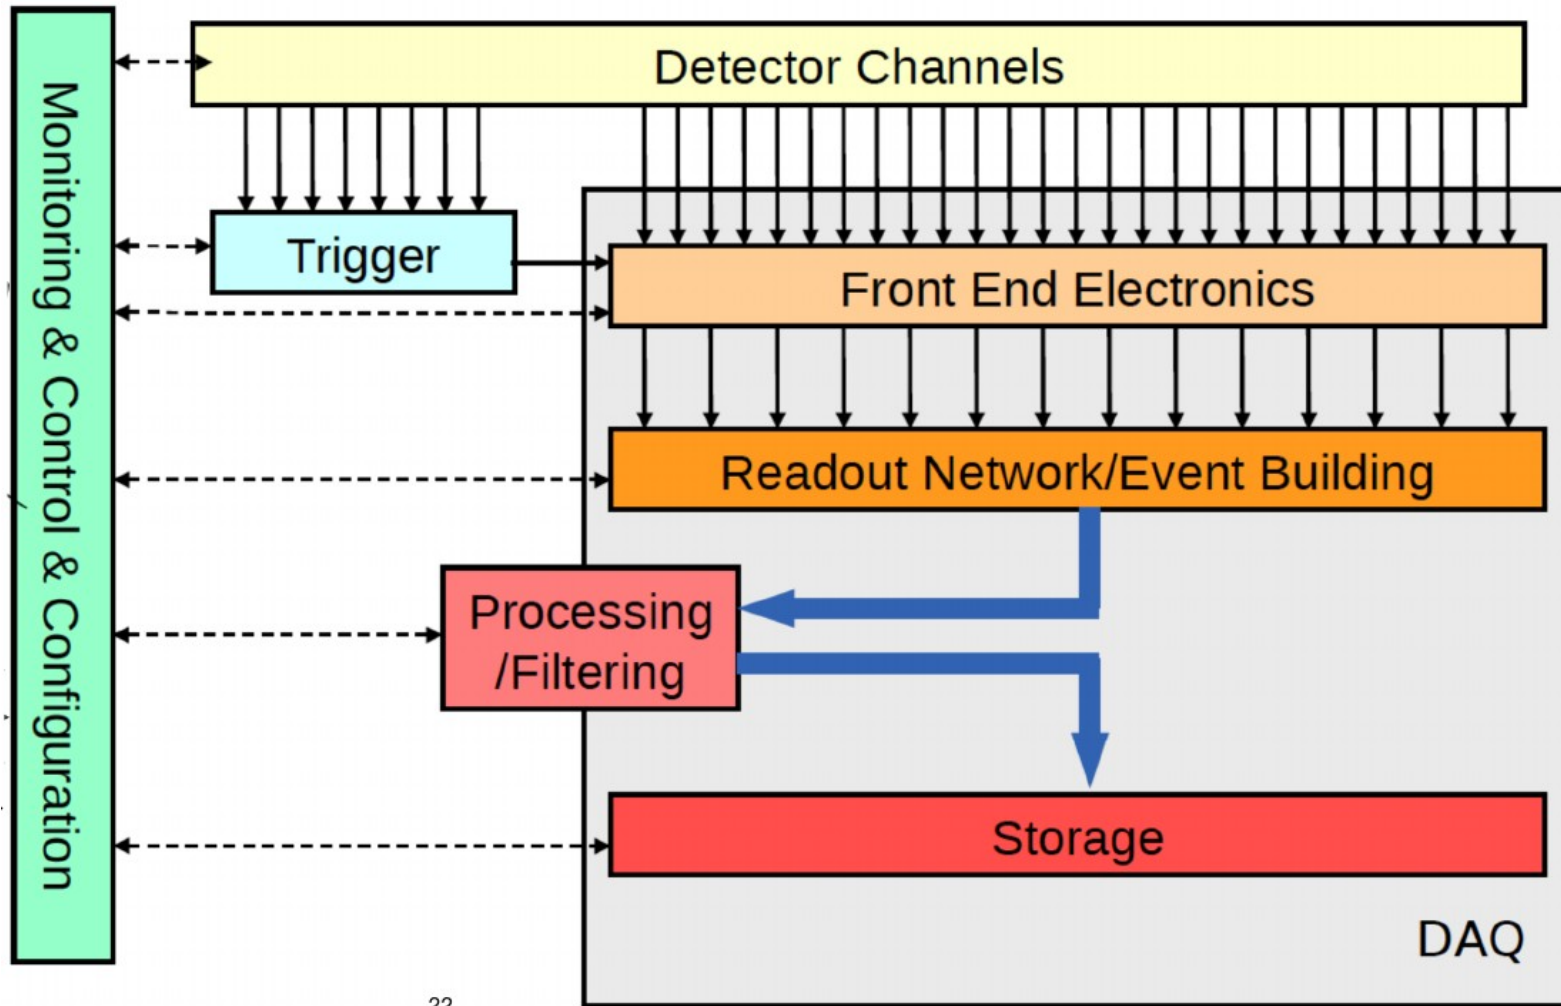 Monitoring & Control & Configuration
Detector Channels
Trigger
Front End Electronics
Readout Network/Event Building
Processing
/Filtering
Storage
DAQ